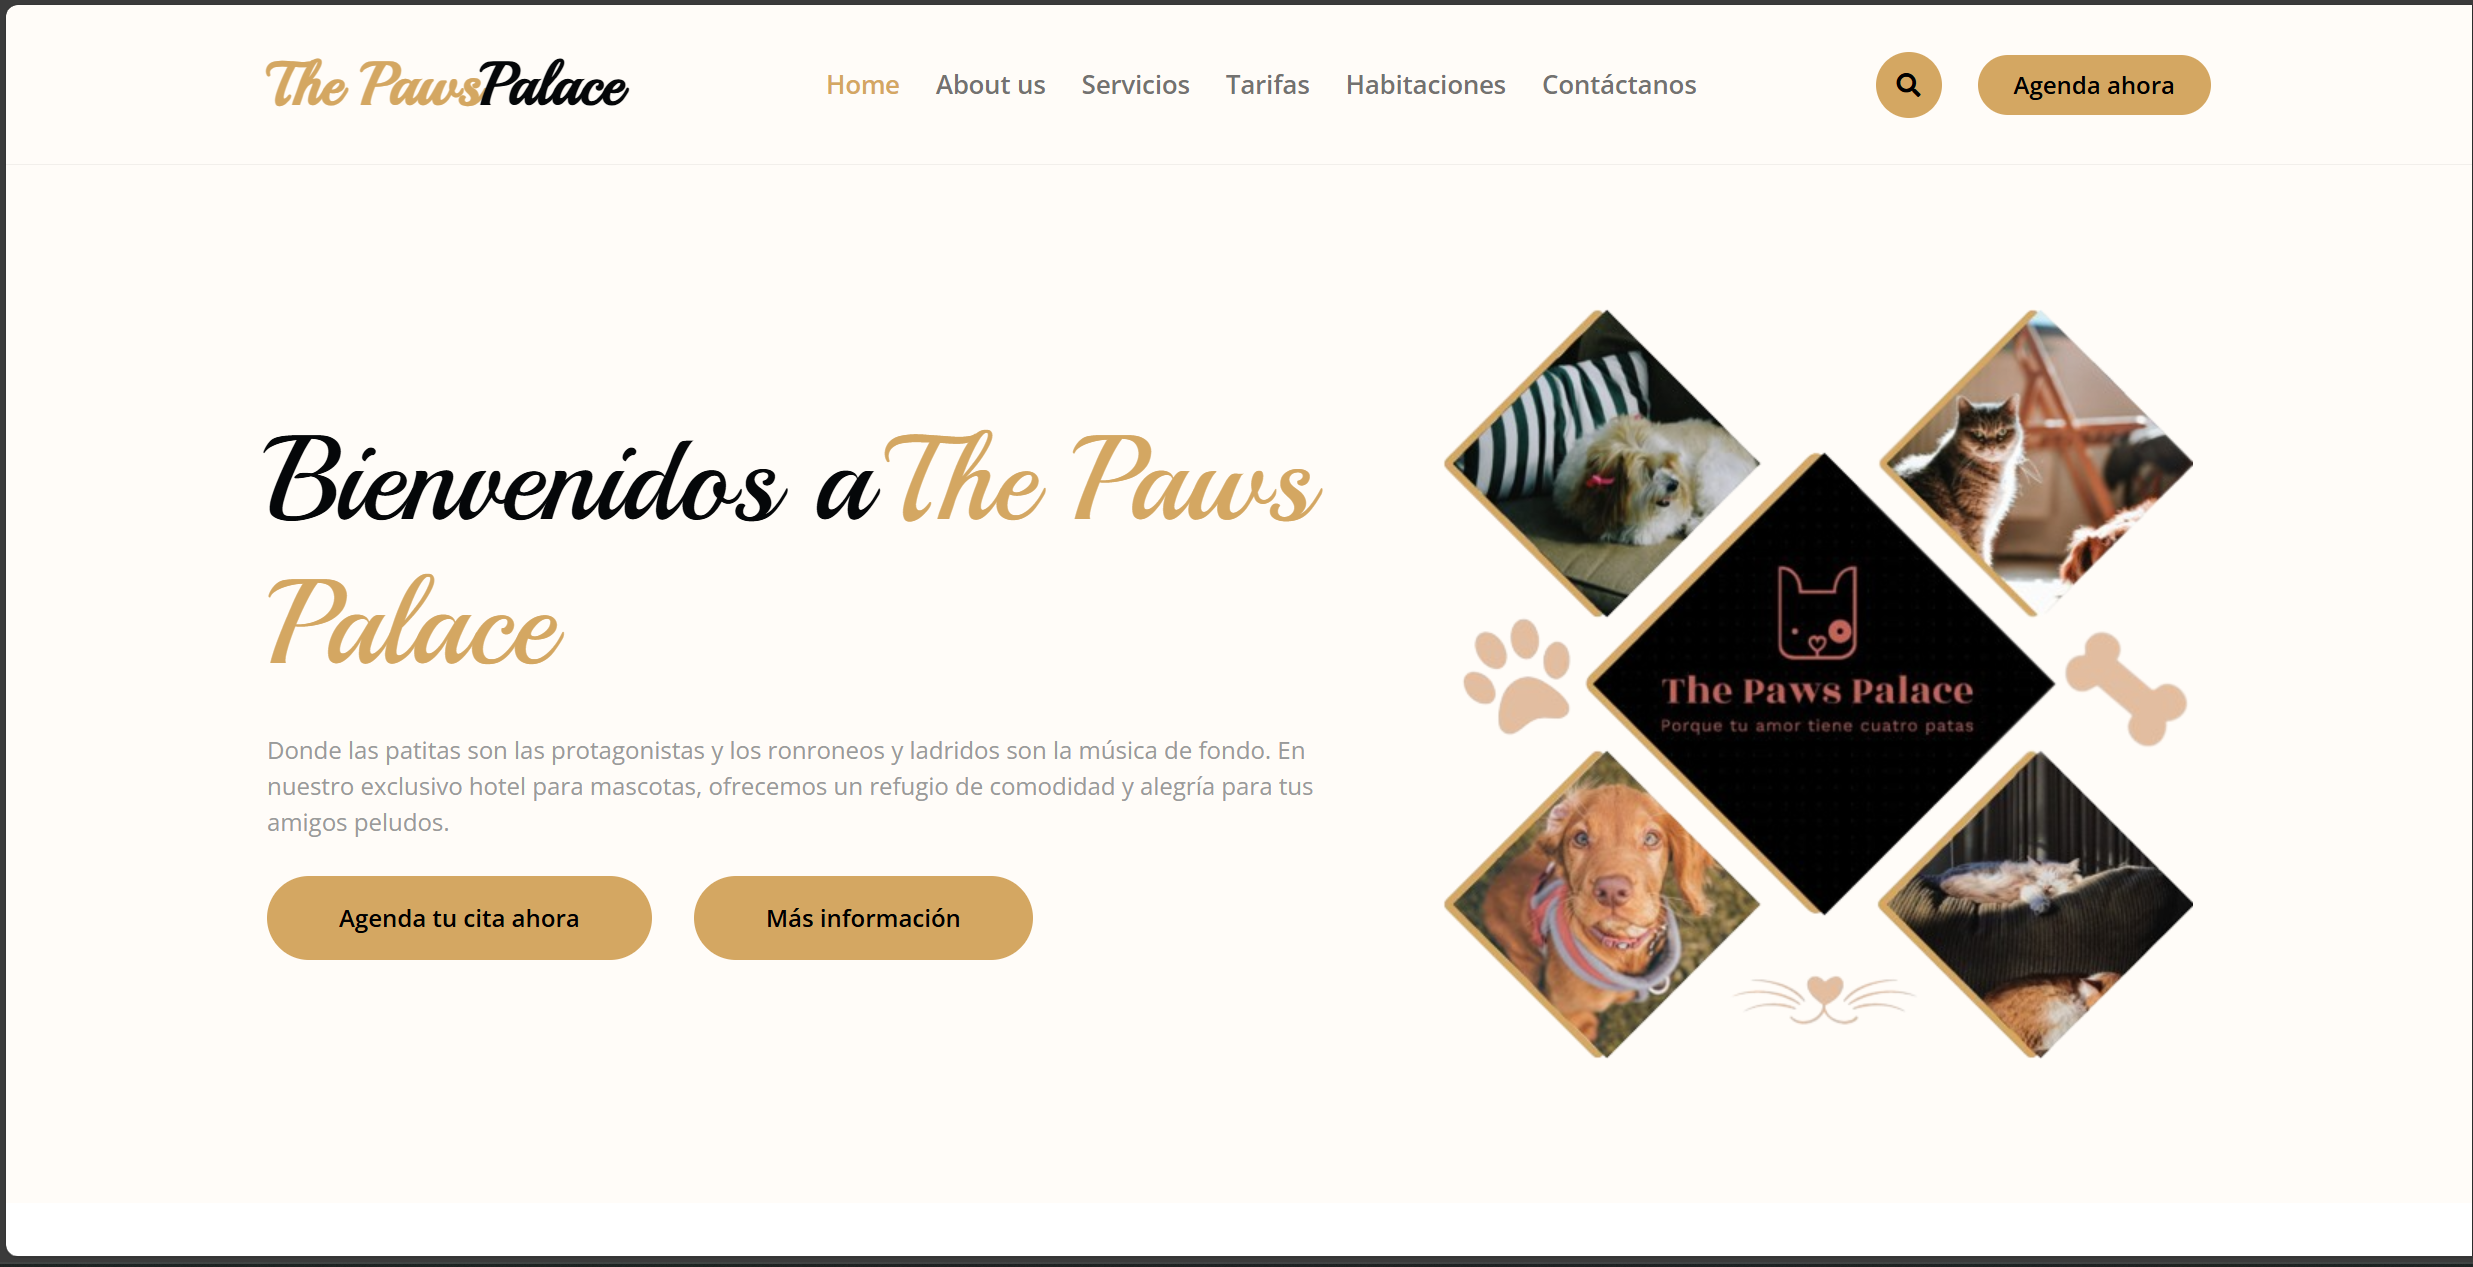 The PawsPalace
Home About us Servicios Tarifas Habitaciones Contáctanos
Agenda ahora
Bienvenidos aThe Paws
Palace
Donde las patitas son las protagonistas y los ronroneos y ladridos son la música de fondo. En
nuestro exclusivo hotel para mascotas, ofrecemos un refugio de comodidad y alegría para tus
amigos peludos.
Agenda tu cita ahora
Más información
The Paws Palace
Porque tu amor tiene cuatro patas